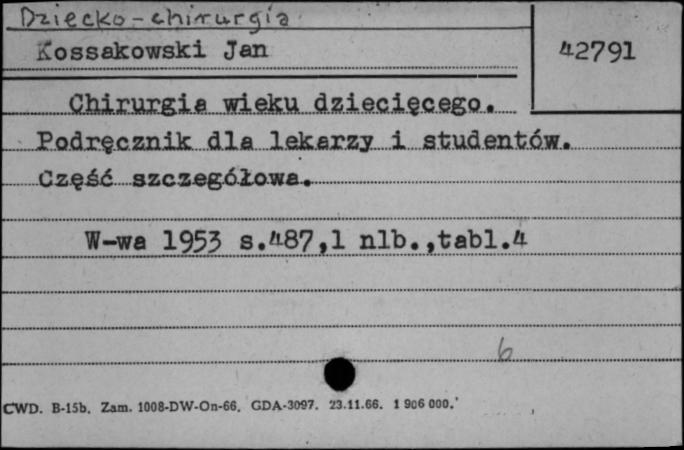 Dziecko-chirurgia
Kossakowski Jan
42791
Chirurgia wieku dziecięcego.
Podręcznik dla lekarzy i studentów.
Część szczegółowa.
W-wa 1953 s.487,1 nlb.,tabl.4
6
CWD. B-15b. Zam. 1008-DW-On-66. GDA-3097. 23.11.66. 1 906 000.